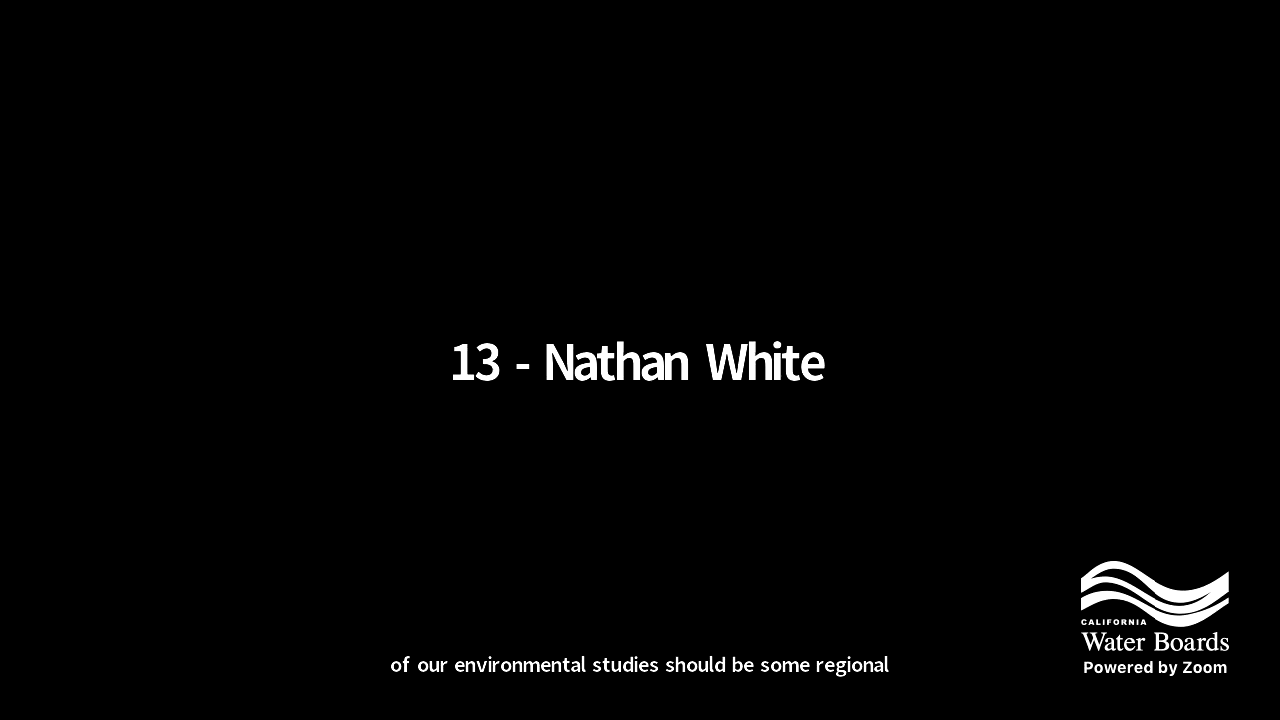 13 - Nathan White
CALIFORNIA
Water Boards
of our environmental studies should be some regional
Powered by Zoom